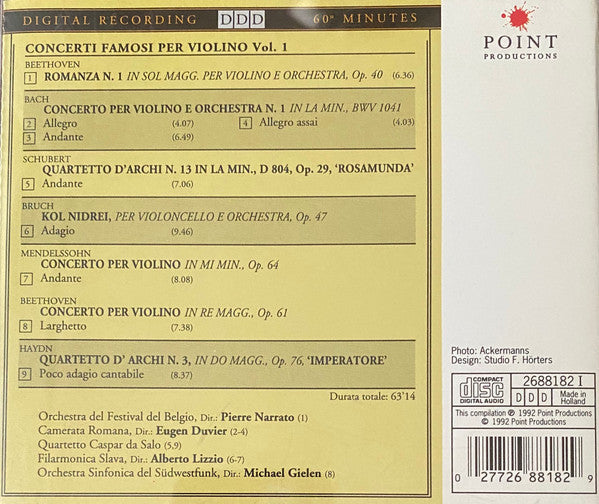 DIGITAL RECORDING DDD 60" MINUTES
CONCERTI FAMOSI PER VIOLINO Vol. 1
BEETHOVEN
1 ROMANZA N. 1 IN SOL MAGG. PER VIOLINO E ORCHESTRA, Op. 40 (6.36)
BACH
CONCERTO PER VIOLINO E ORCHESTRA N. 1 IN LA MIN., BWV 1041
2 Allegro (4.07) 4 Allegro assai (4.03)
3 Andante (6.49)
SCHUBERT
QUARTETTO D'ARCHI N. 13 IN LA MIN., D 804, Op. 29, 'ROSAMUNDA'
5 Andante (7.06)
BRUCH
KOL NIDREI, PER VIOLONCELLO E ORCHESTRA, Op. 47
6 Adagio (9.46)
MENDELSSOHN
CONCERTO PER VIOLINO IN MI MIN., Op. 64
7 Andante (8.08)
BEETHOVEN
CONCERTO PER VIOLINO IN RE MAGG., Op. 61
8 Larghetto (7.38)
HAYDN
QUARTETTO D' ARCHI N. 3, IN DO MAGG., Op. 76, 'IMPERATORE'
9 Poco adagio cantabile (8.37)
Durata totale: 63'14
Orchestra del Festival del Belgio, Dir.: Pierre Narrato (1)
Camerata Romana, Dir.: Eugen Duvier (2-4)
Quartetto Caspar da Salo (5,9)
Filarmonica Slava, Dir.: Alberto Lizzio (6-7)
Orchestra Sinfonica del Südwestfunk, Dir.: Michael Gielen (8)
POINT
PRODUCTIONS
Photo: Ackermanns
Design: Studio F. Hörters
COMPACT
disc
DIGITAL AUDIO
2688182 I
DDD
Made in
Holland
This compilation ℗ 1992 Point Productions
© 1992 Point Productions
0 27726 88182 9